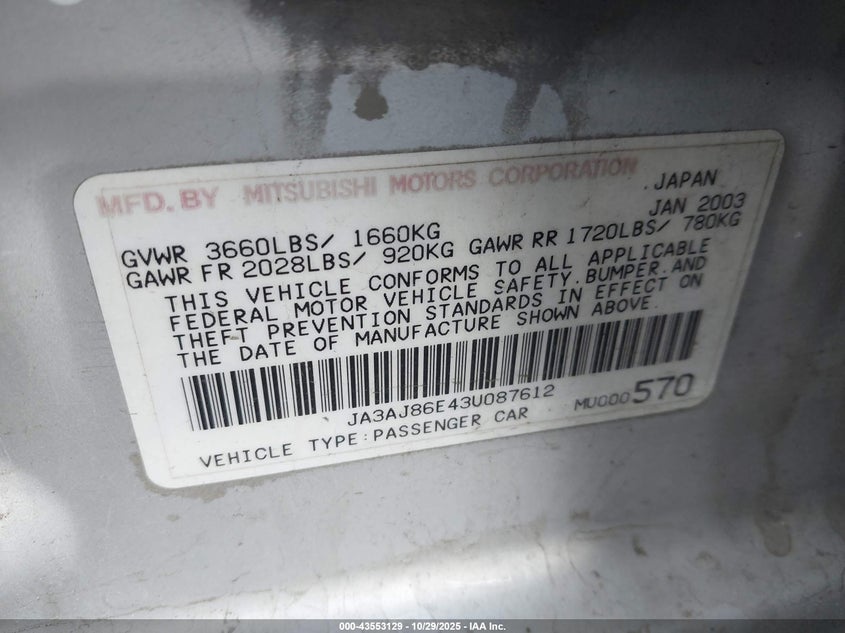 MFD. BY MITSUBISHI MOTORS CORPORATION JAPAN
JAN 2003
GVWR 3660LBS/ 1660KG
GAWR FR 2028LBS/ 920KG GAWR RR 1720LBS/ 780KG
THIS VEHICLE CONFORMS TO ALL APPLICABLE
FEDERAL MOTOR VEHICLE SAFETY.BUMPER.AND
THEFT PREVENTION STANDARDS IN EFFECT ON
THE DATE OF MANUFACTURE SHOWN ABOVE.
JA3AJ86E43U087612
VEHICLE TYPE:PASSENGER CAR MU000570
000-43553129 - 10/29/2025 - IAA Inc.